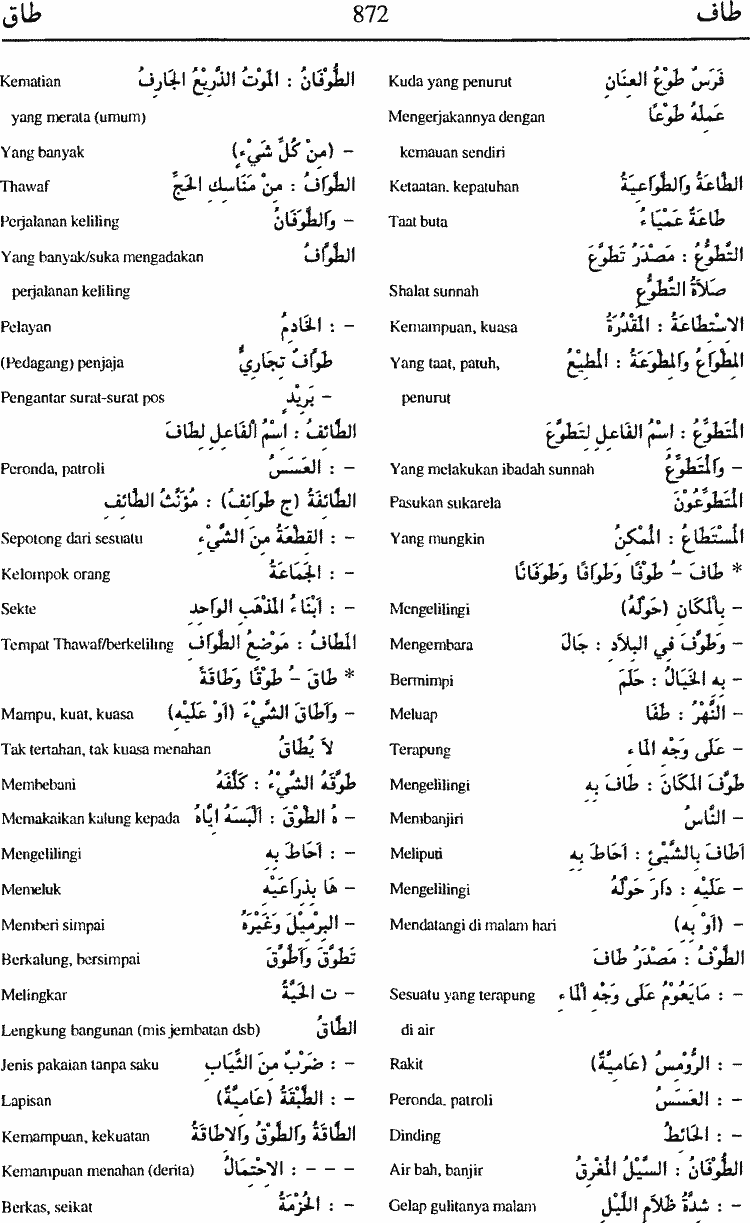 طاف 872 طاق
فَرَسٌ طَوْعُ العِنَانِ Kuda yang penurut
عَمِلَهُ طَوْعًا Mengerjakannya dengan
kemauan sendiri
الطَّاعَةُ وَالطَّوَاعِيَةُ Ketaatan. kepatuhan
طَاعَةٌ عَمْيَاءُ Taat buta
التَّطَوُّعُ : مَصْدَرُ تَطَوَّعَ
صَلَاةُ التَّطَوُّعِ Shalat sunnah
الاسْتِطَاعَةُ : المَقْدُرَةُ Kemampuan, kuasa
المِطْوَاعُ وَالمِطْوَاعَةُ : المُطِيْعُ Yang taat, patuh,
penurut
المُتَطَوِّعُ : اسْمُ الفَاعِلِ لِتَطَوَّعَ
– وَالمُتَطَوِّعُ Yang melakukan ibadah sunnah
المُتَطَوِّعُوْنَ Pasukan sukarela
المُسْتَطَاعُ : المُمْكِنُ Yang mungkin
* طَافَ – ُ طَوْفًا وَطَوَافًا وَطَوَفَانًا
– بِالمَكَانِ (حَوْلَهُ) Mengelilingi
– وَطَوَّفَ فِي البِلاَدِ : جَالَ Mengembara
– بِهِ الخَيَالُ : حَلَمَ Bermimpi
– النَّهْرُ : طَفَا Meluap
– عَلَى وَجْهِ المَاءِ Terapung
طَوَّفَ المَكَانَ : طَافَ بِهِ Mengelilingi
– النَّاسُ Membanjiri
أَطَافَ بِالشَّيْئِ : أَحَاطَ بِهِ Meliputi
– عَلَيْهِ : دَارَ حَوْلَهُ Mengelilingi
– (أَوْ بِهِ) Mendatangi di malam hari
الطَّوْفُ : مَصْدَرُ طَافَ
– : مَايَعُوْمُ عَلَى وَجْهِ المَاءِ Sesuatu yang terapung
di air
– : الرُّوْمِسُ (عَامِّيَةٌ) Rakit
– : العَسَسُ Peronda. patroli
– : الحَائِطُ Dinding
الطُّوْفَانُ : السَّيْلُ المُغْرِقُ Air bah, banjir
– : شِدَّةُ ظَلاَمِ اللَّيْلِ Gelap gulitanya malam
الطُّوْفَانُ : المَوْتُ الذَّرِيْعُ الجَارِفُ Kematian
yang merata (umum)
– (مِنْ كُلِّ شَيْءٍ) Yang banyak
الطَّوَافُ : مِنْ مَنَاسِكِ الحَجِّ Thawaf
– وَالطَّوَفَانُ Perjalanan keliling
الطَّوَّافُ Yang banyak/suka mengadakan
perjalanan keliling
– : الخَادِمُ Pelayan
طَوَّافٌ تِجَارِيٌّ (Pedagang) penjaja
– بَرِيْدٍ Pengantar surat-surat pos
الطَّائِفُ : اسْمُ الفَاعِلِ لِطَافَ
– : العَسَسُ Peronda, patroli
الطَّائِفَةُ (ج طَوَائِفُ) : مُؤَنَّثُ الطَّائِفِ
– : القِطْعَةُ مِنَ الشَّيْءِ Sepotong dari sesuatu
– : الجَمَاعَةُ Kelompok orang
– : أَبْنَاءُ المَذْهَبِ الوَاحِدِ Sekte
المَطَافُ : مَوْضِعُ الطَّوَافِ Tempat Thawaf/berkeliling
* طَاقَ – ُ طَوْقًا وَطَاقَةً
– وَأَطَاقَ الشَّيْءَ (أَوْ عَلَيْهِ) Mampu, kuat, kuasa
لاَ يُطَاقُ Tak tertahan, tak kuasa menahan
طَوَّقَهُ الشَّيْءَ : كَلَّفَهُ Membebani
– هُ الطَّوْقَ : أَلْبَسَهُ إِيَّاهُ Memakaikan kalung kepada
– : أَحَاطَ بِهِ Mengelilingi
– هَا بِذِرَاعَيْهِ Memeluk
– البِرْمِيْلَ وَغَيْرَهُ Memberi simpai
تَطَوَّقَ وَاطَّوَّقَ Berkalung, bersimpai
– ت الحَيَّةُ Melingkar
الطَّاقُ Lengkung bangunan (mis jembatan dsb)
– : ضَرْبٌ مِنَ الثِّيَابِ Jenis pakaian tanpa saku
– : الطَّبَقَةُ (عَامِّيَةٌ) Lapisan
الطَّاقَةُ وَالطَّوْقُ وَالاِطَاقَةُ Kemampuan, kekuatan
– – – : الاحْتِمَالُ Kemampuan menahan (derita)
– : الحُزْمَةُ Berkas, seikat